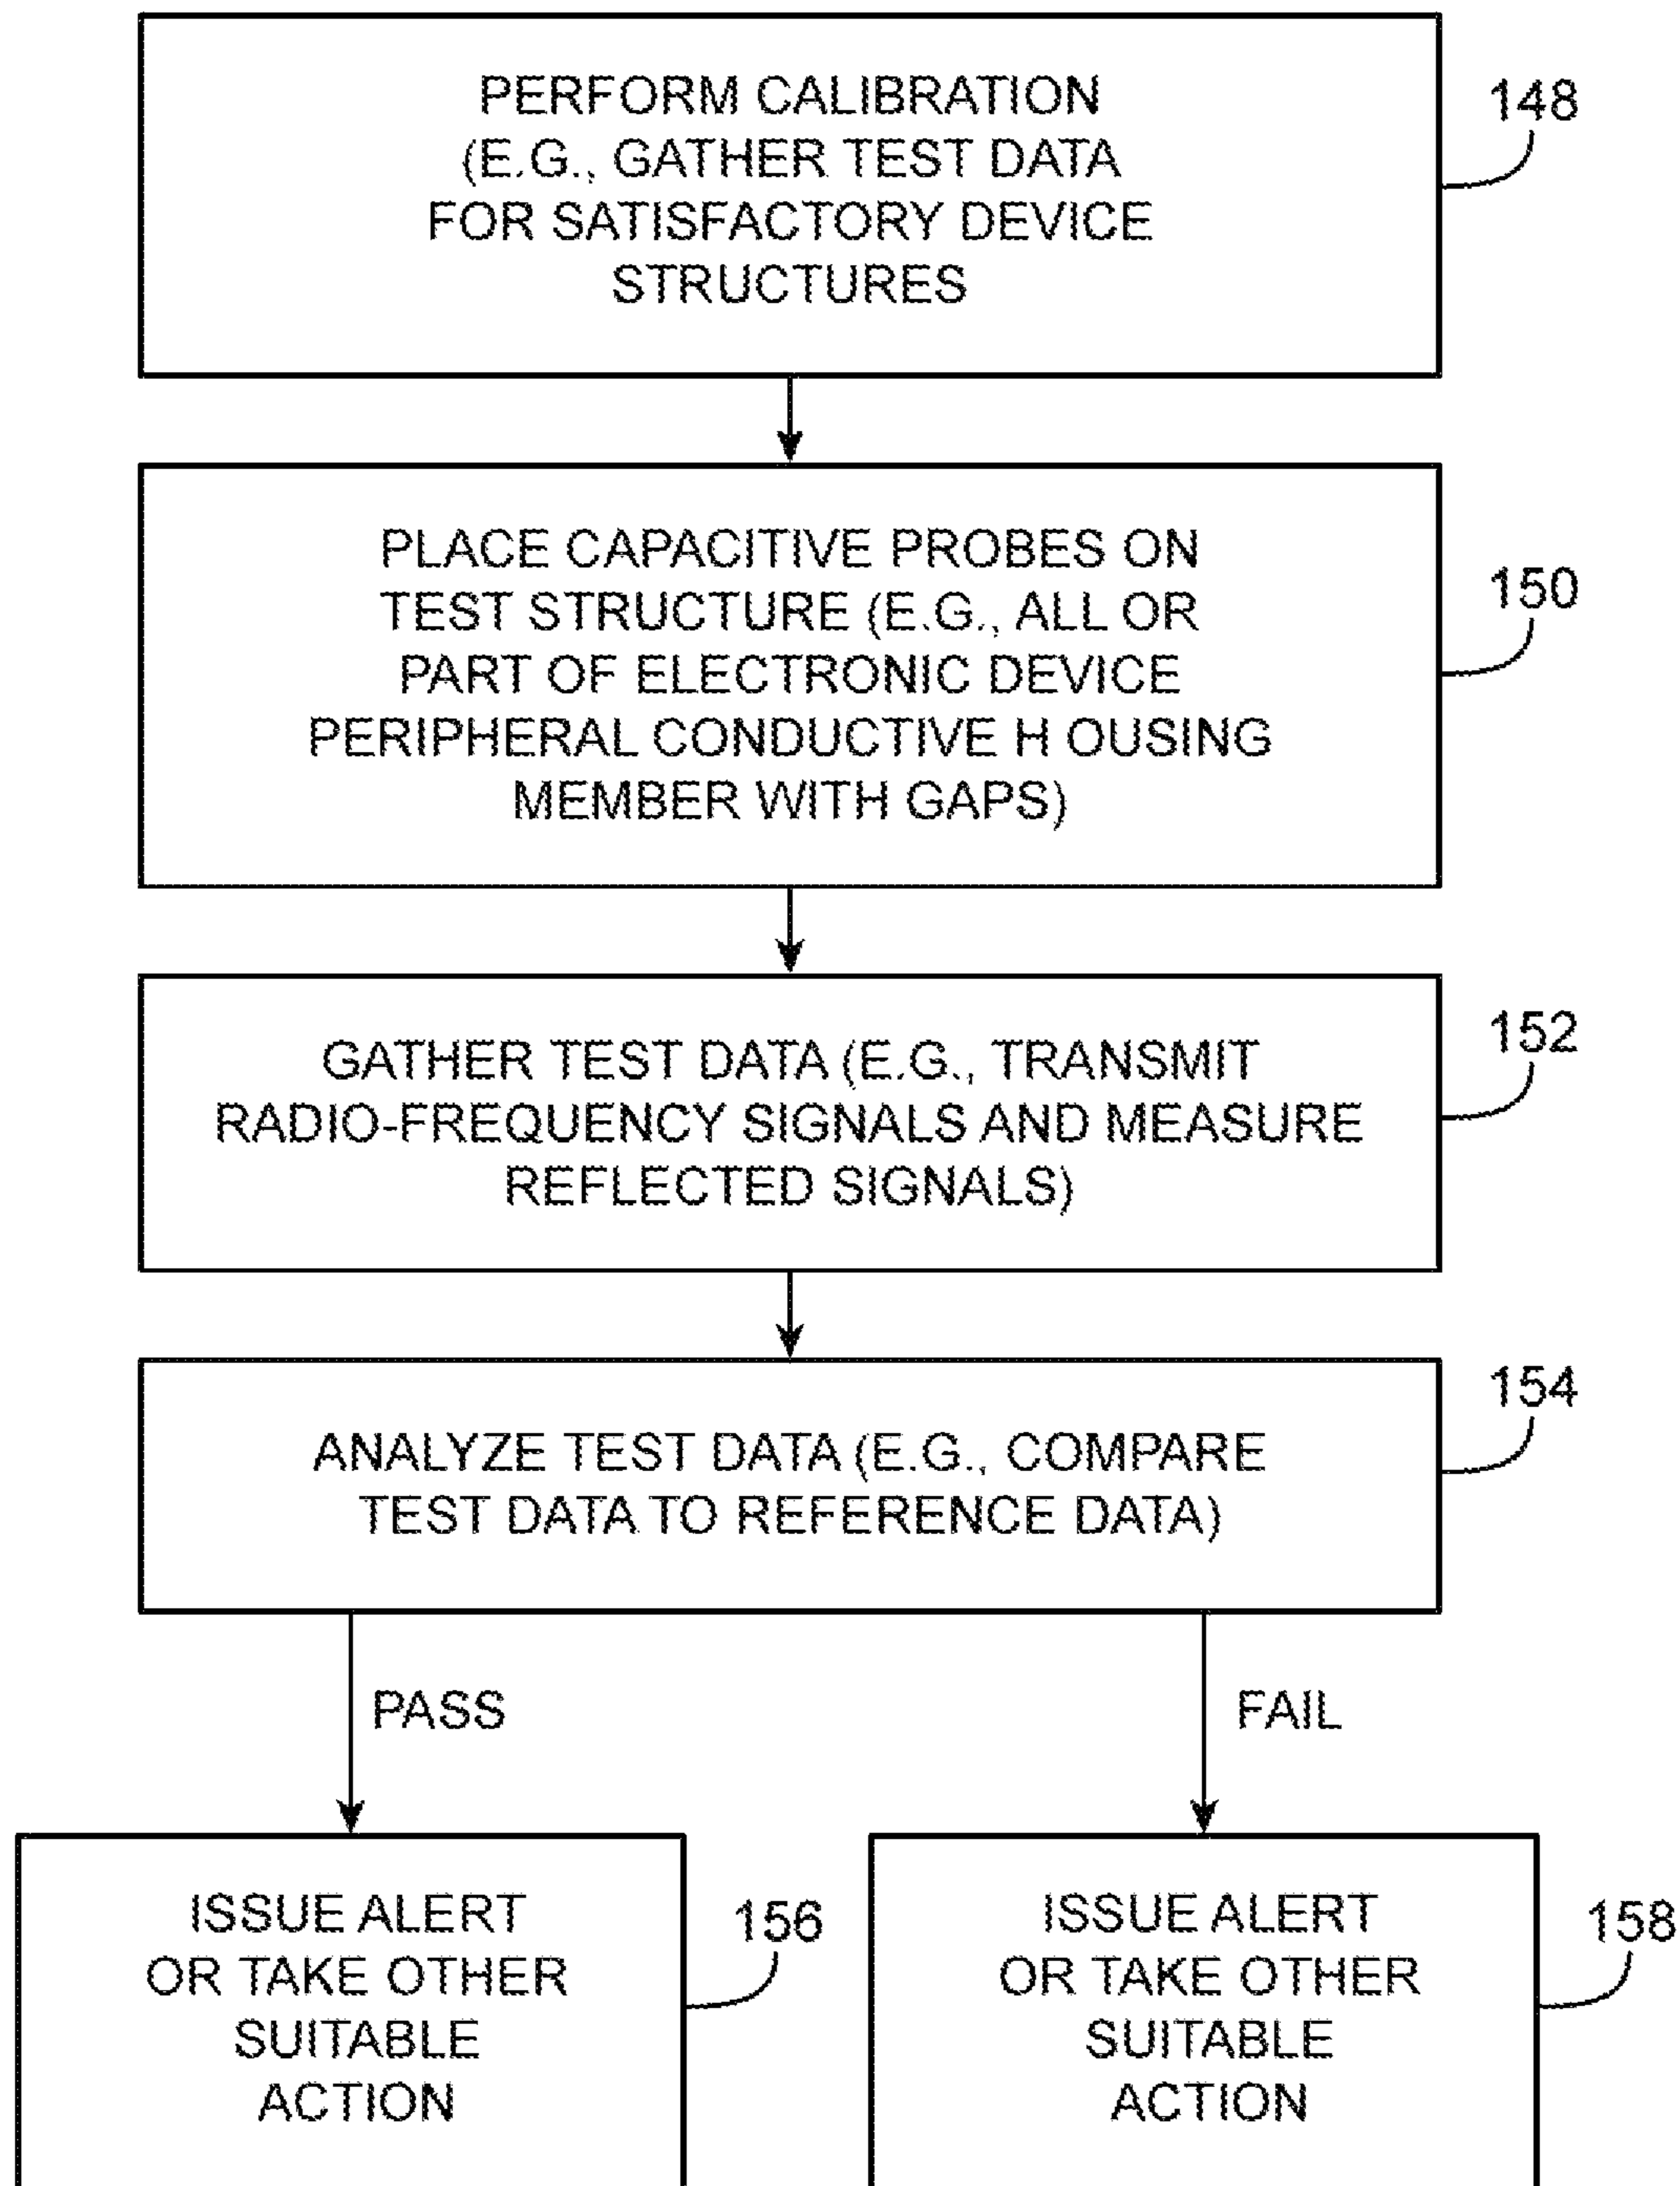 PERFORM CALIBRATION
(E.G., GATHER TEST DATA
FOR SATISFACTORY DEVICE
STRUCTURES
148
PLACE CAPACITIVE PROBES ON
TEST STRUCTURE (E.G., ALL OR
PART OF ELECTRONIC DEVICE
PERIPHERAL CONDUCTIVE H OUSING
MEMBER WITH GAPS)
150
GATHER TEST DATA (E.G., TRANSMIT
RADIO-FREQUENCY SIGNALS AND MEASURE
REFLECTED SIGNALS)
152
ANALYZE TEST DATA (E.G., COMPARE
TEST DATA TO REFERENCE DATA)
154
PASS
FAIL
ISSUE ALERT
OR TAKE OTHER
SUITABLE
ACTION
156
ISSUE ALERT
OR TAKE OTHER
SUITABLE
ACTION
158